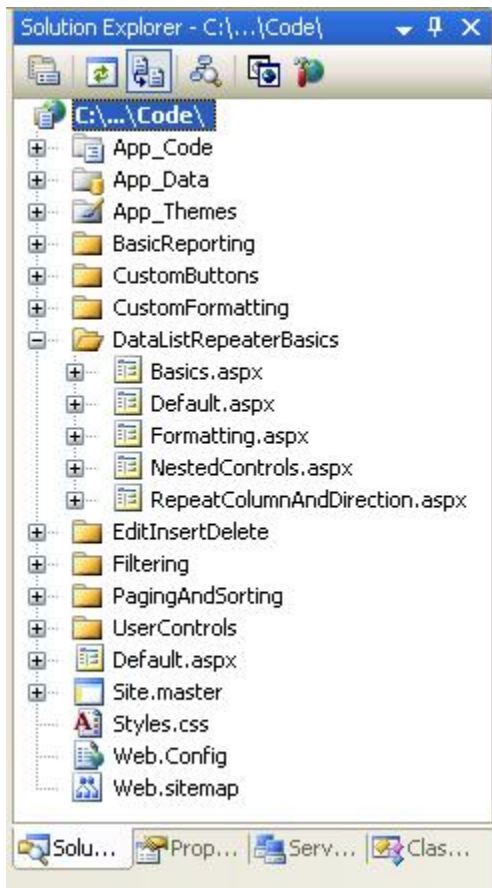 Solution Explorer - C:\...\Code\
C:\...\Code\
App_Code
App_Data
App_Themes
BasicReporting
CustomButtons
CustomFormatting
DataListRepeaterBasics
Basics.aspx
Default.aspx
Formatting.aspx
NestedControls.aspx
RepeatColumnAndDirection.aspx
EditInsertDelete
Filtering
PagingAndSorting
UserControls
Default.aspx
Site.master
Styles.css
Web.Config
Web.sitemap
Solu... Prop... Serv... Clas...